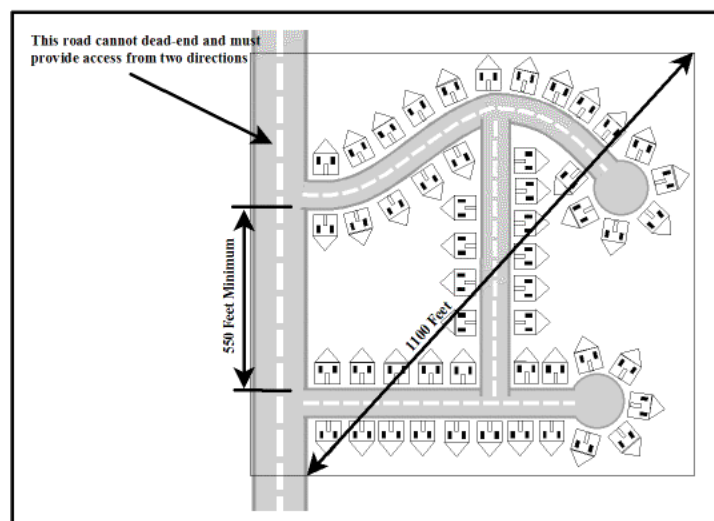 This road cannot dead-end and must
provide access from two directions
550 Feet Minimum
1100 Feet